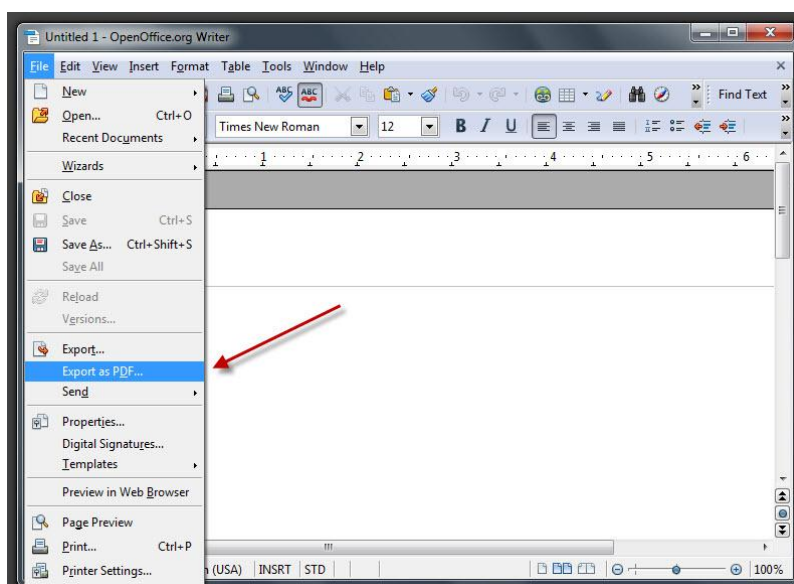 Untitled 1 - OpenOffice.org Writer
File Edit View Insert Format Table Tools Window Help
New
Open... Ctrl+O
Recent Documents
Wizards
Close
Save Ctrl+S
Save As... Ctrl+Shift+S
Save All
Reload
Versions...
Export...
Export as PDF...
Send
Properties...
Digital Signatures...
Templates
Preview in Web Browser
Page Preview
Print... Ctrl+P
Printer Settings...
ABC ABC Find Text
Times New Roman 12 B I U
1 2 3 4 5 6
(USA) INSRT STD 100%